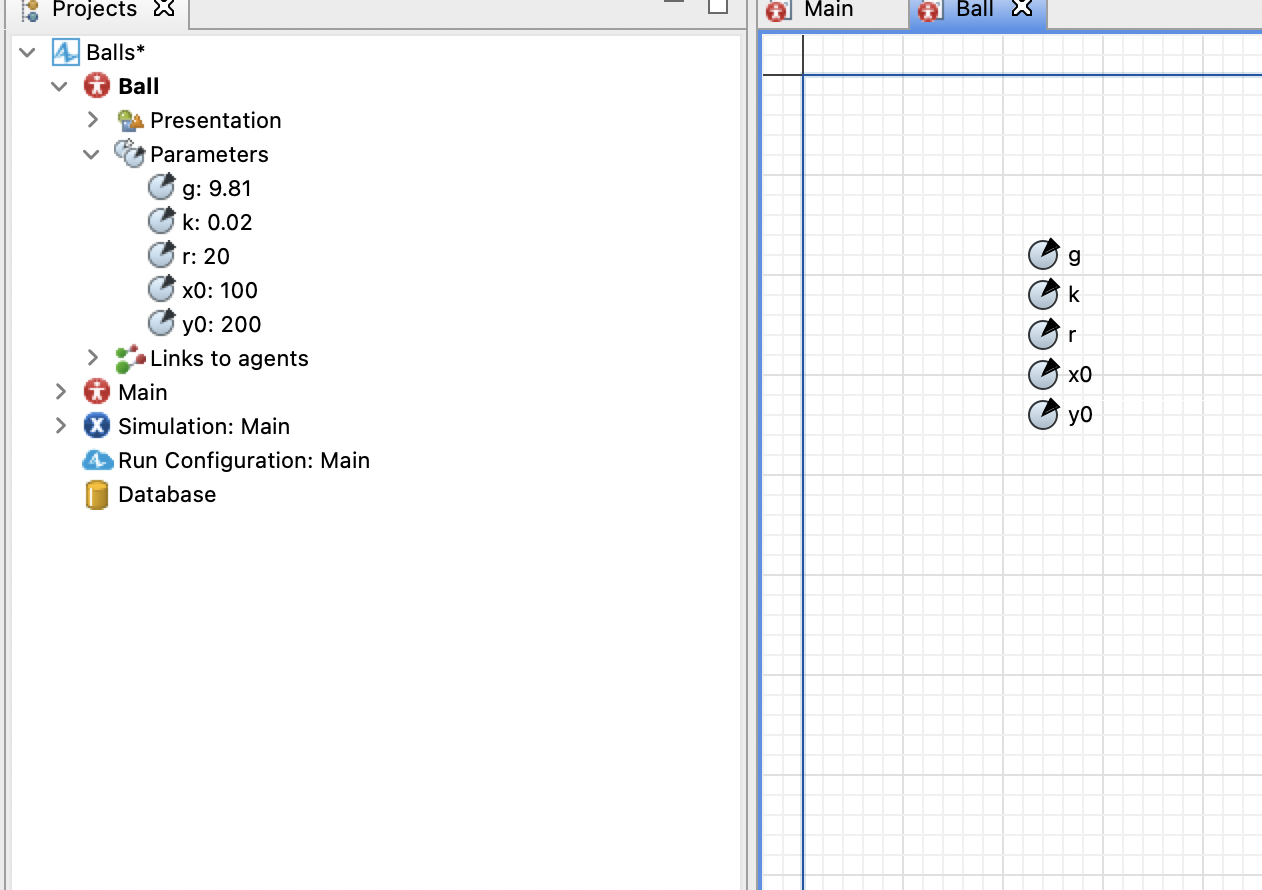 Projects
Balls*
Ball
Presentation
Parameters
g: 9.81
k: 0.02
r: 20
x0: 100
y0: 200
Links to agents
Main
Simulation: Main
Run Configuration: Main
Database
Main
Ball
g
k
r
x0
y0